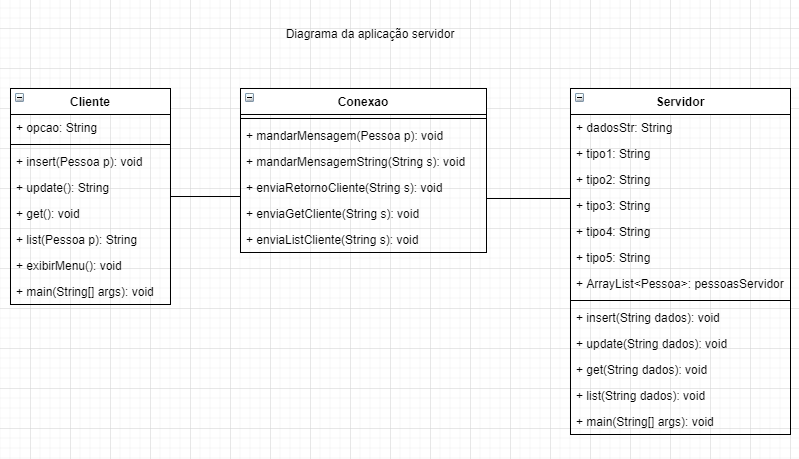 Diagrama da aplicação servidor
Cliente
+ opcao: String
+ insert(Pessoa p): void
+ update(): String
+ get(): void
+ list(Pessoa p): String
+ exibirMenu(): void
+ main(String[] args): void
Conexao
+ mandarMensagem(Pessoa p): void
+ mandarMensagemString(String s): void
+ enviaRetornoCliente(String s): void
+ enviaGetCliente(String s): void
+ enviaListCliente(String s): void
Servidor
+ dadosStr: String
+ tipo1: String
+ tipo2: String
+ tipo3: String
+ tipo4: String
+ tipo5: String
+ ArrayList<Pessoa>: pessoasServidor
+ insert(String dados): void
+ update(String dados): void
+ get(String dados): void
+ list(String dados): void
+ main(String[] args): void